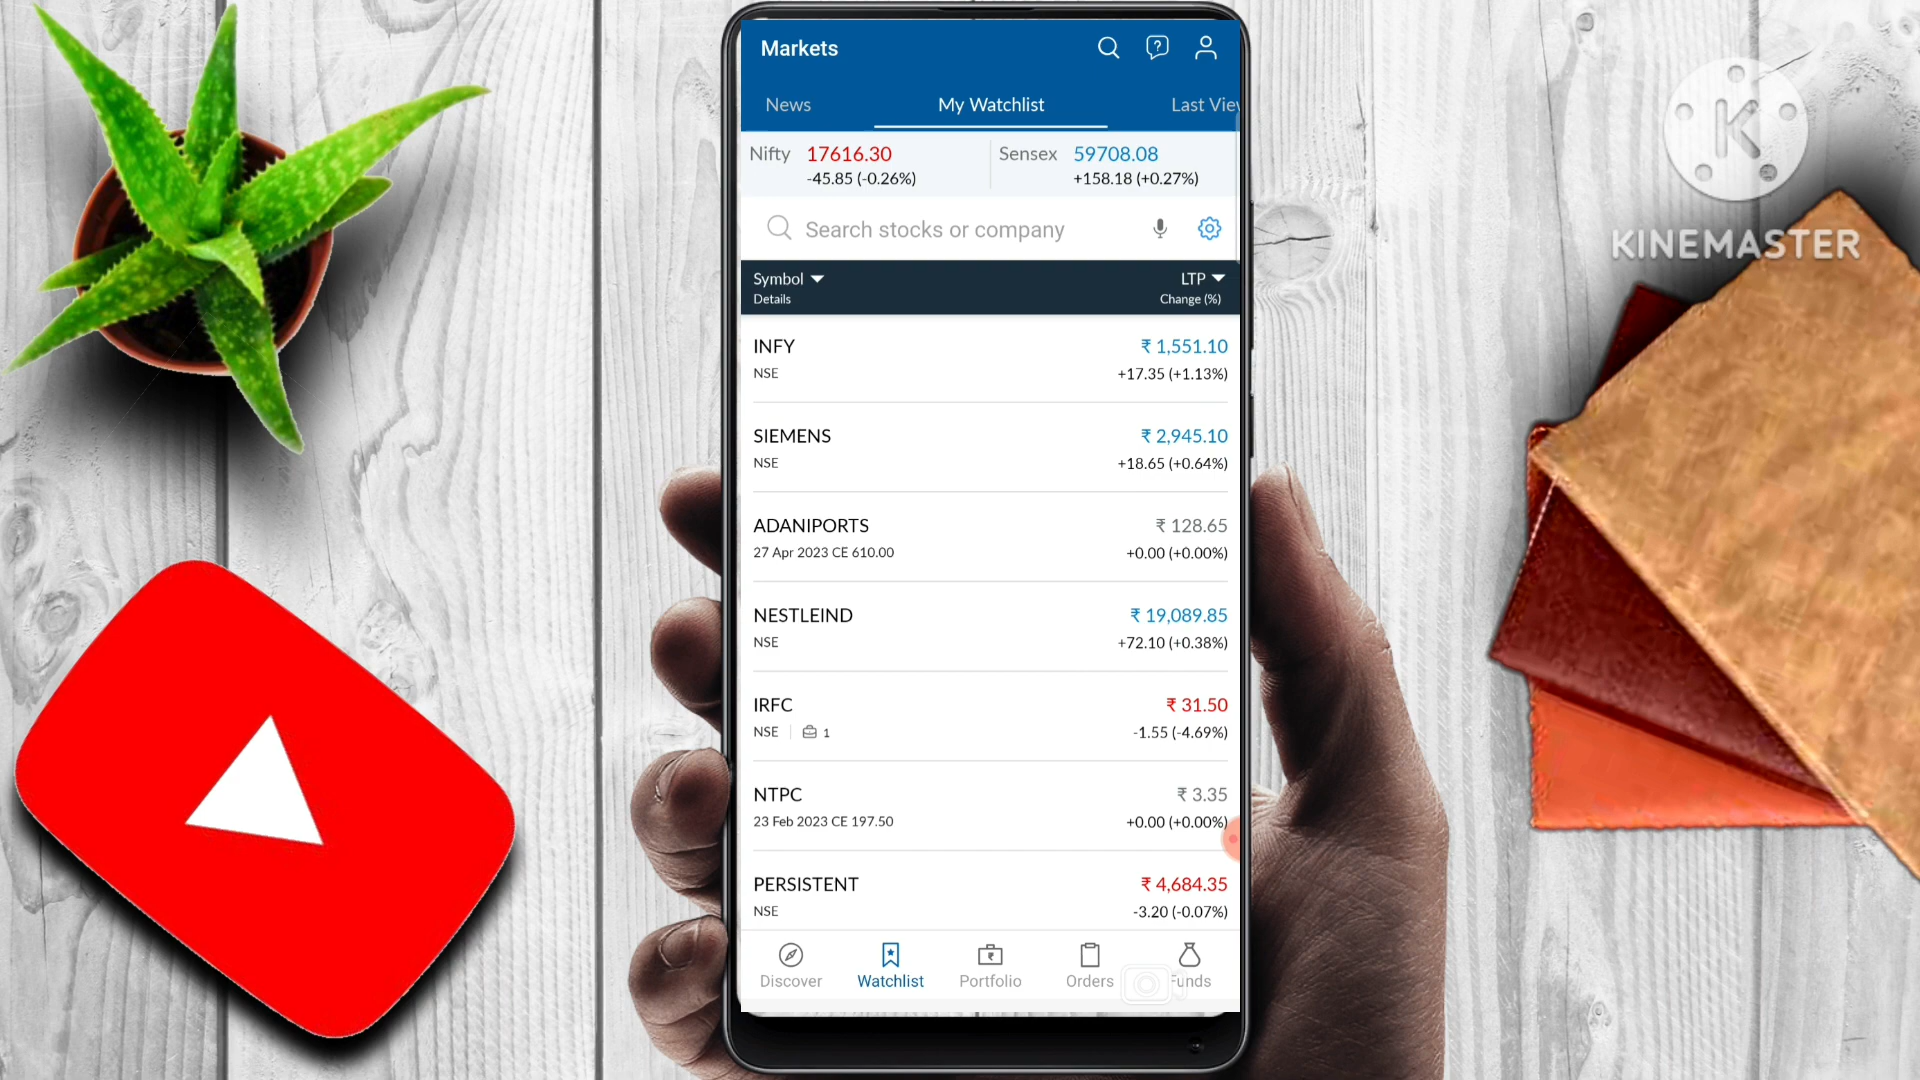 Markets
News
My Watchlist
Last Vie
Nifty 17616.30
-45.85 (-0.26%)
Sensex 59708.08
+158.18 (+0.27%)
Search stocks or company
Symbol
Details
LTP
Change (%)
INFY ₹ 1,551.10
NSE +17.35 (+1.13%)
SIEMENS ₹ 2,945.10
NSE +18.65 (+0.64%)
ADANIPORTS ₹ 128.65
27 Apr 2023 CE 610.00 +0.00 (+0.00%)
NESTLEIND ₹ 19,089.85
NSE +72.10 (+0.38%)
IRFC ₹ 31.50
NSE 1 -1.55 (-4.69%)
NTPC ₹ 3.35
23 Feb 2023 CE 197.50 +0.00 (+0.00%)
PERSISTENT ₹ 4,684.35
NSE -3.20 (-0.07%)
Discover
Watchlist
Portfolio
Orders
Funds
K
KINEMASTER